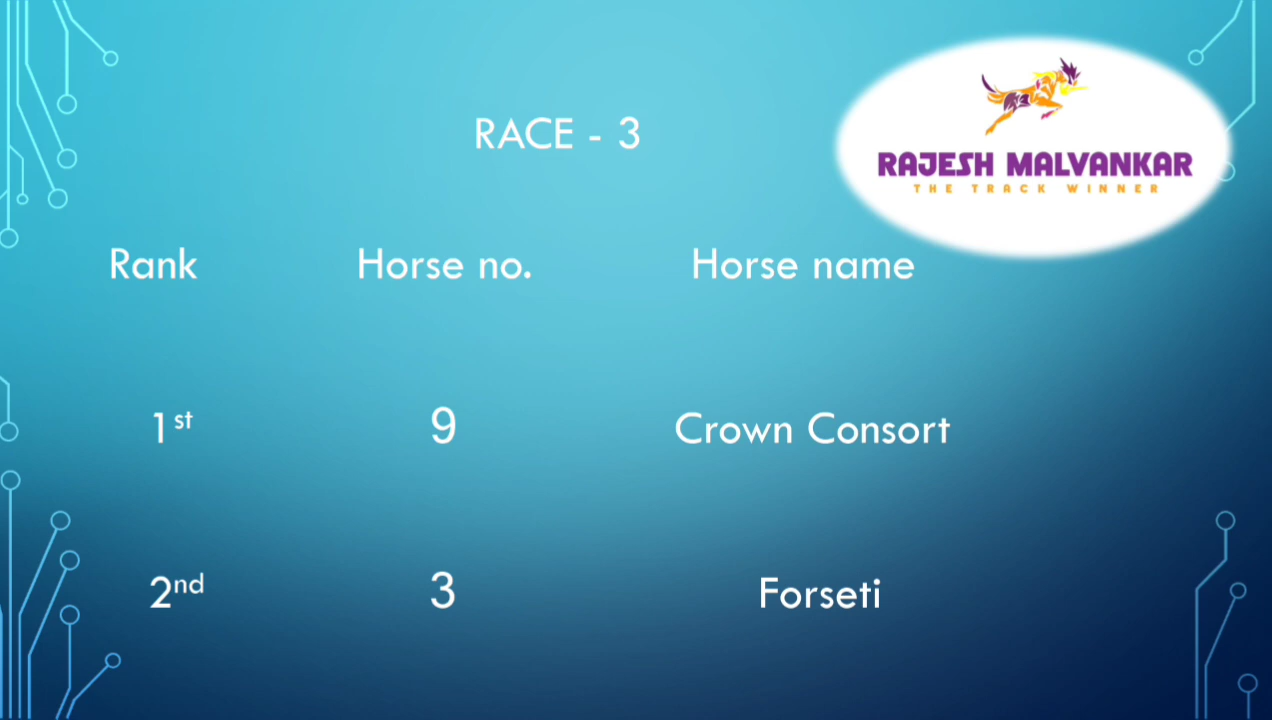 RACE - 3
RAJESH MALVANKAR
THE TRACK WINNER
Rank Horse no. Horse name
1st 9 Crown Consort
2nd 3 Forseti